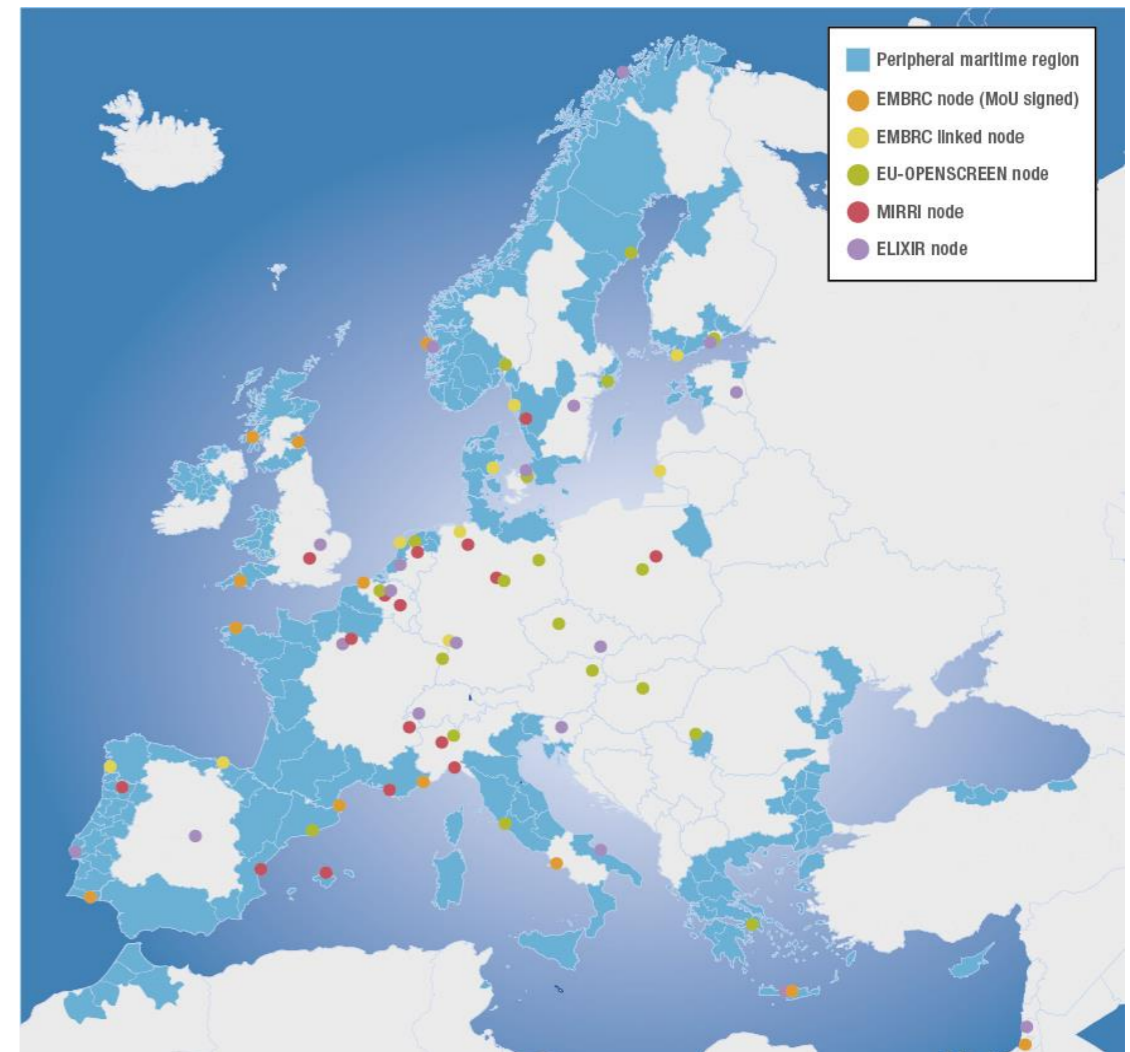 Peripheral maritime region
EMBRC node (MoU signed)
EMBRC linked node
EU-OPENSCREEN node
MIRRI node
ELIXIR node